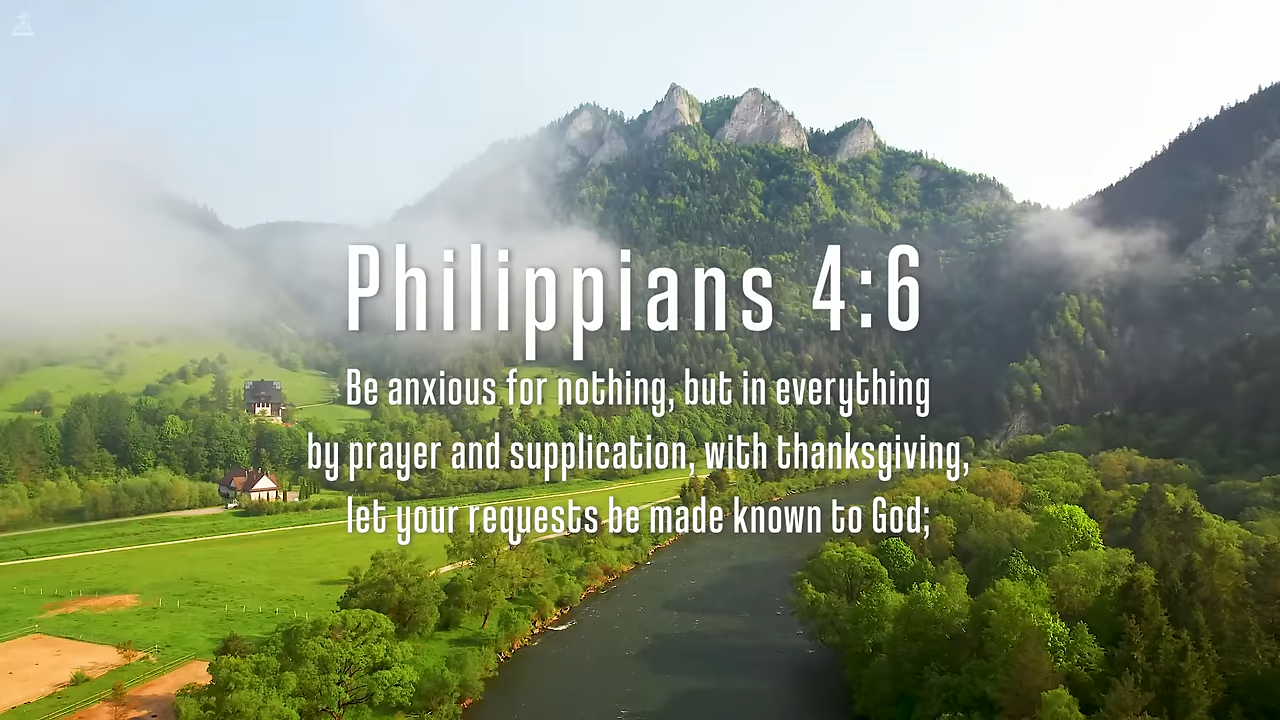 Philippians 4:6
Be anxious for nothing, but in everything
by prayer and supplication, with thanksgiving,
let your requests be made known to God;